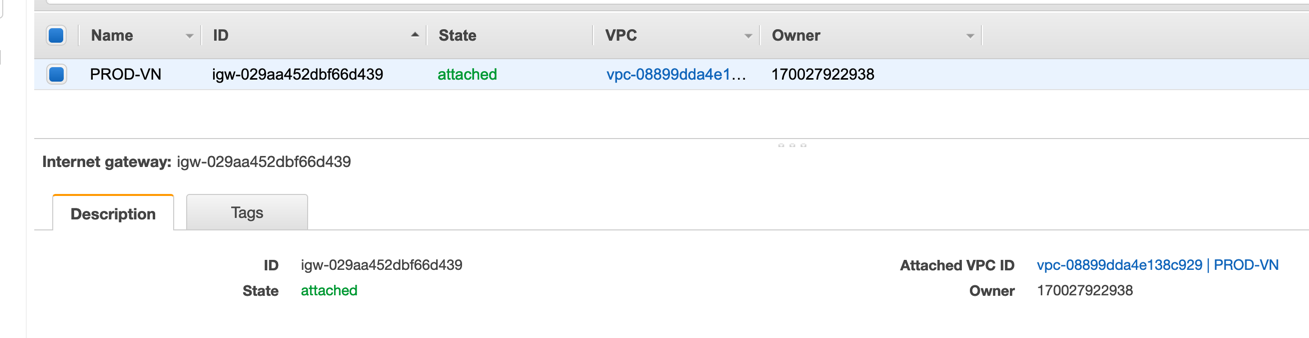 Name ID State VPC Owner
PROD-VN igw-029aa452dbf66d439 attached vpc-08899dda4e1... 170027922938
Internet gateway: igw-029aa452dbf66d439
Description Tags
ID igw-029aa452dbf66d439 Attached VPC ID vpc-08899dda4e138c929 | PROD-VN
State attached Owner 170027922938